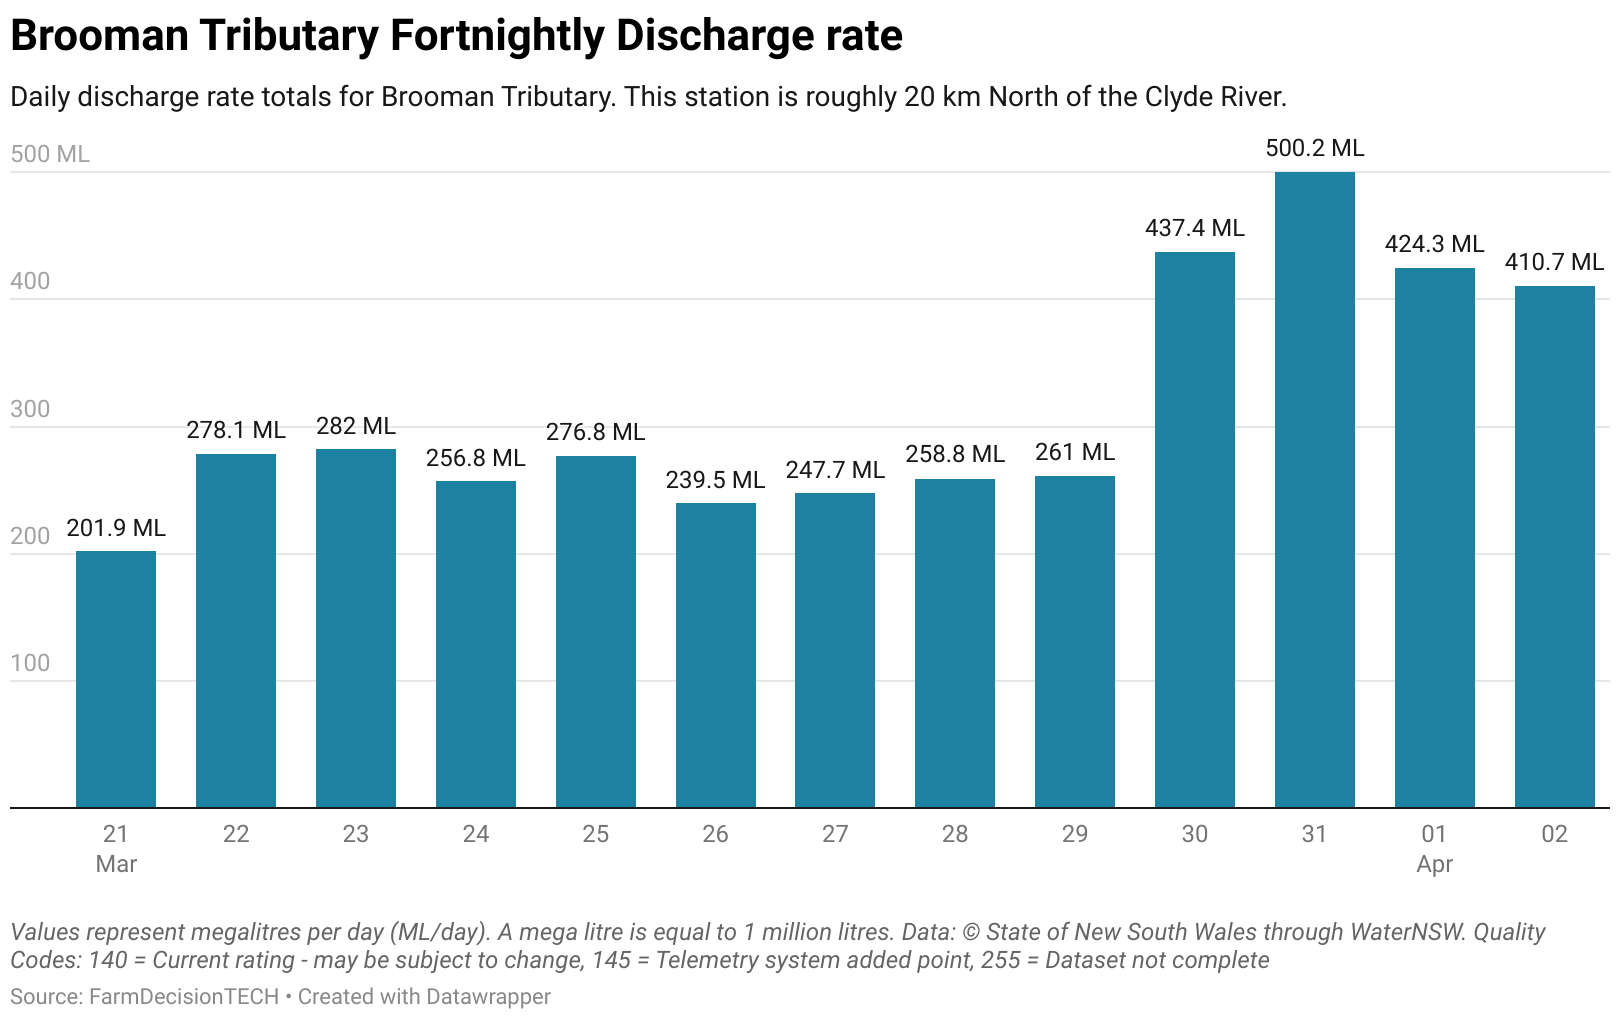 Brooman Tributary Fortnightly Discharge rate
Daily discharge rate totals for Brooman Tributary. This station is roughly 20 km North of the Clyde River.
500 ML
400
300
200
100
201.9 ML
278.1 ML
282 ML
256.8 ML
276.8 ML
239.5 ML
247.7 ML
258.8 ML
261 ML
437.4 ML
500.2 ML
424.3 ML
410.7 ML
21 22 23 24 25 26 27 28 29 30 31 01 02
Mar Apr
Values represent megalitres per day (ML/day). A mega litre is equal to 1 million litres. Data: © State of New South Wales through WaterNSW. Quality
Codes: 140 = Current rating - may be subject to change, 145 = Telemetry system added point, 255 = Dataset not complete
Source: FarmDecisionTECH • Created with Datawrapper